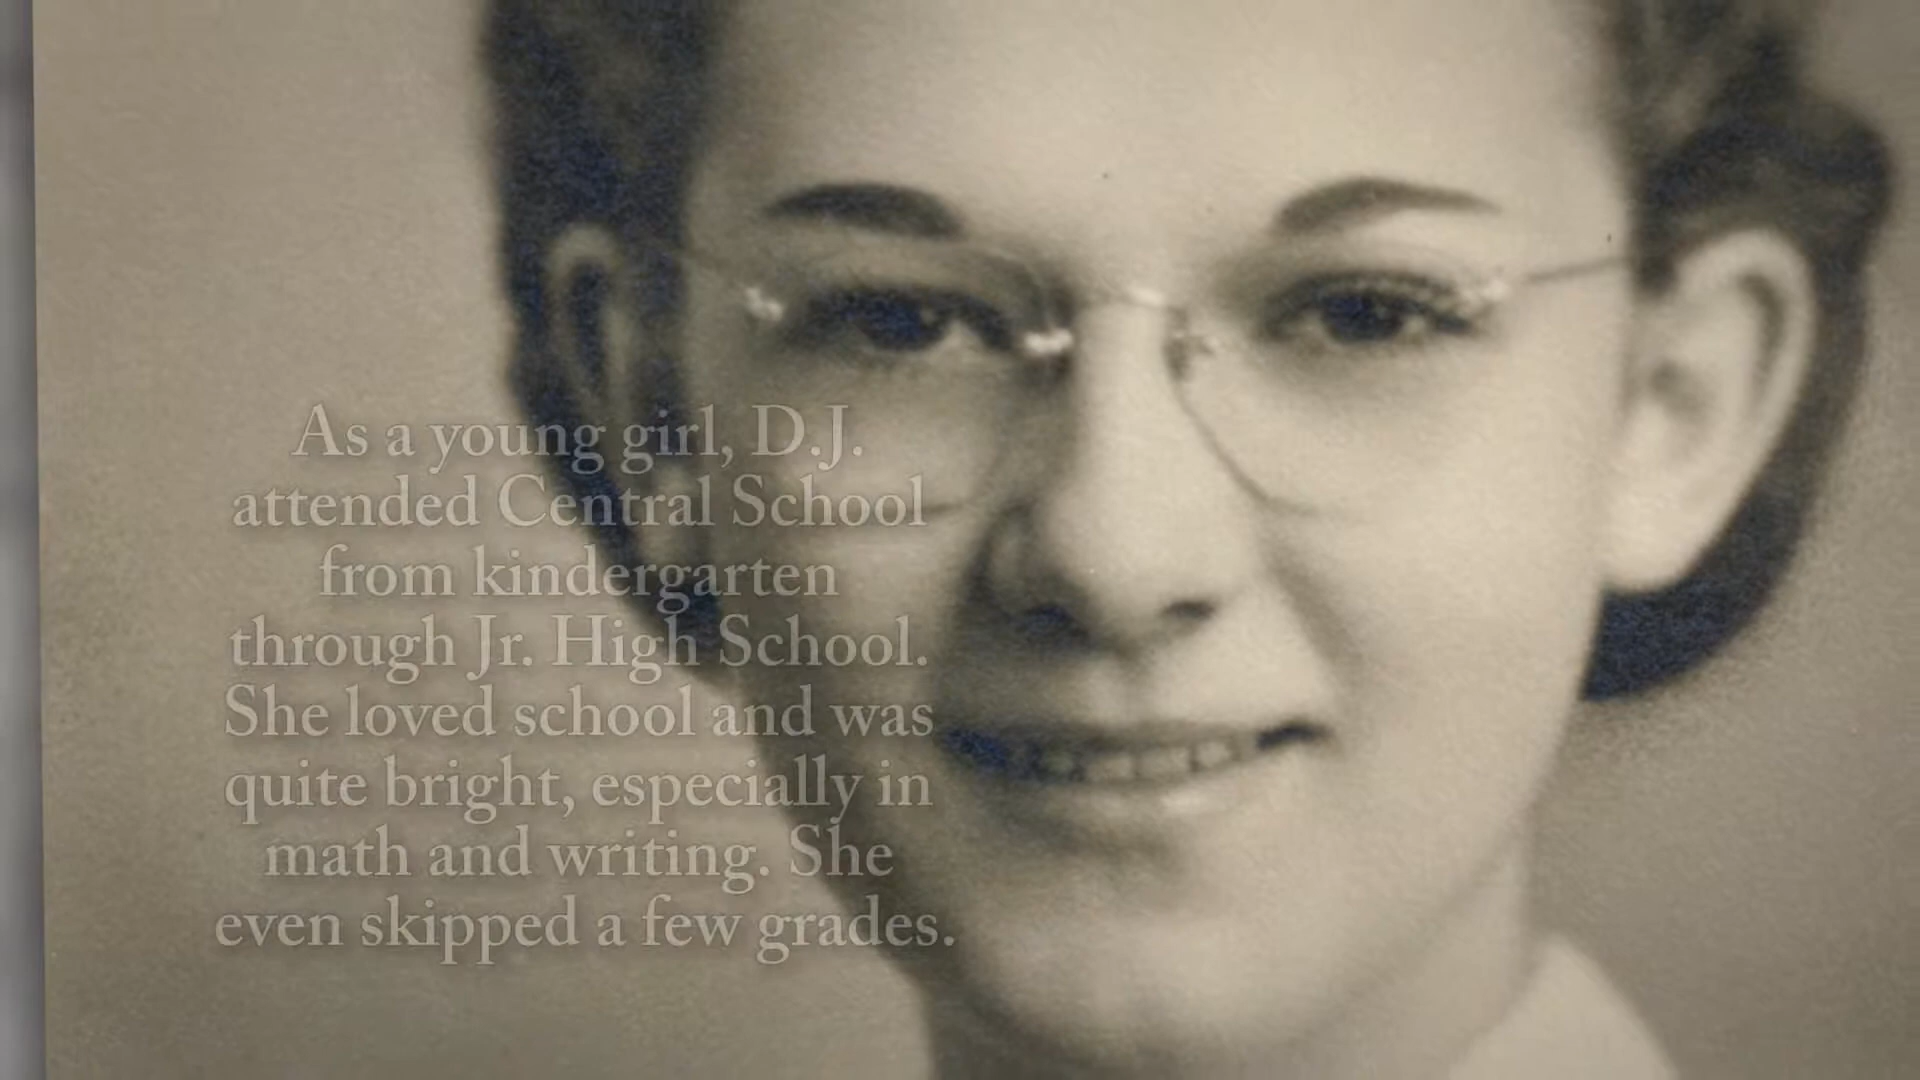 As a young girl, D.J.
attended Central School
from kindergarten
through Jr. High School.
She loved school and was
quite bright, especially in
math and writing. She
even skipped a few grades.